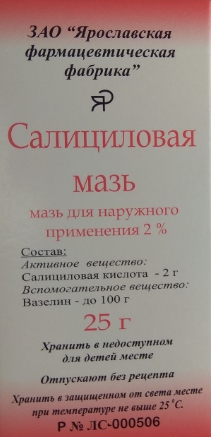 ЗАО “Ярославская
фармацевтическая
фабрика”
ЯР
Салициловая
мазь
мазь для наружного
применения 2 %
Состав:
Активное вещество:
Салициловая кислота - 2 г
Вспомогательное вещество:
Вазелин - до 100 г
25 г
Хранить в недоступном
для детей месте
Отпускают без рецепта
Хранить в защищенном от света месте
при температуре не выше 25°С.
Р № ЛС-000506